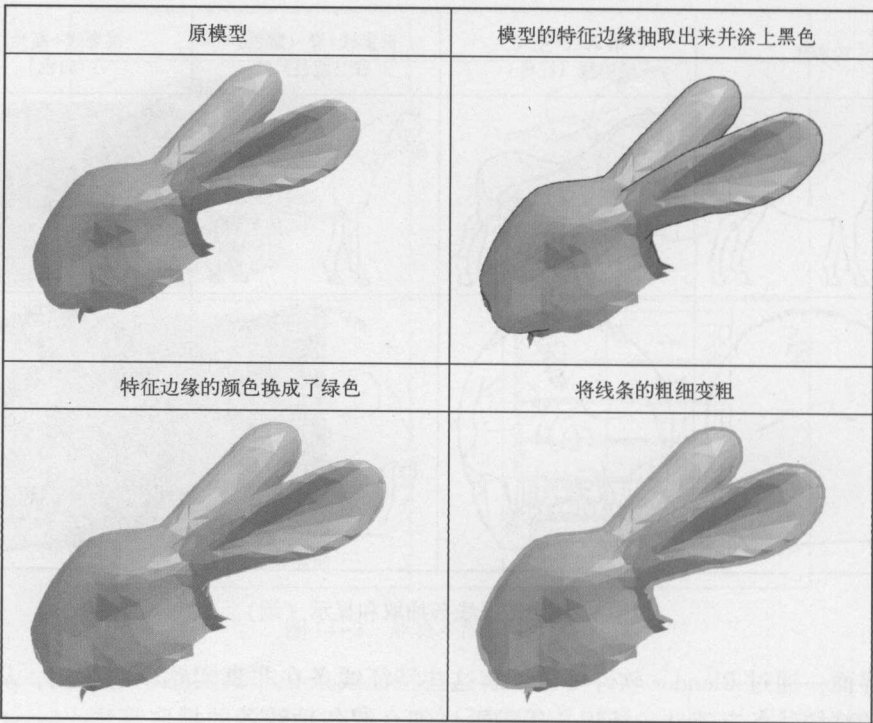 原模型
模型的特征边缘抽取出来并涂上黑色
特征边缘的颜色换成了绿色
将线条的粗细变粗